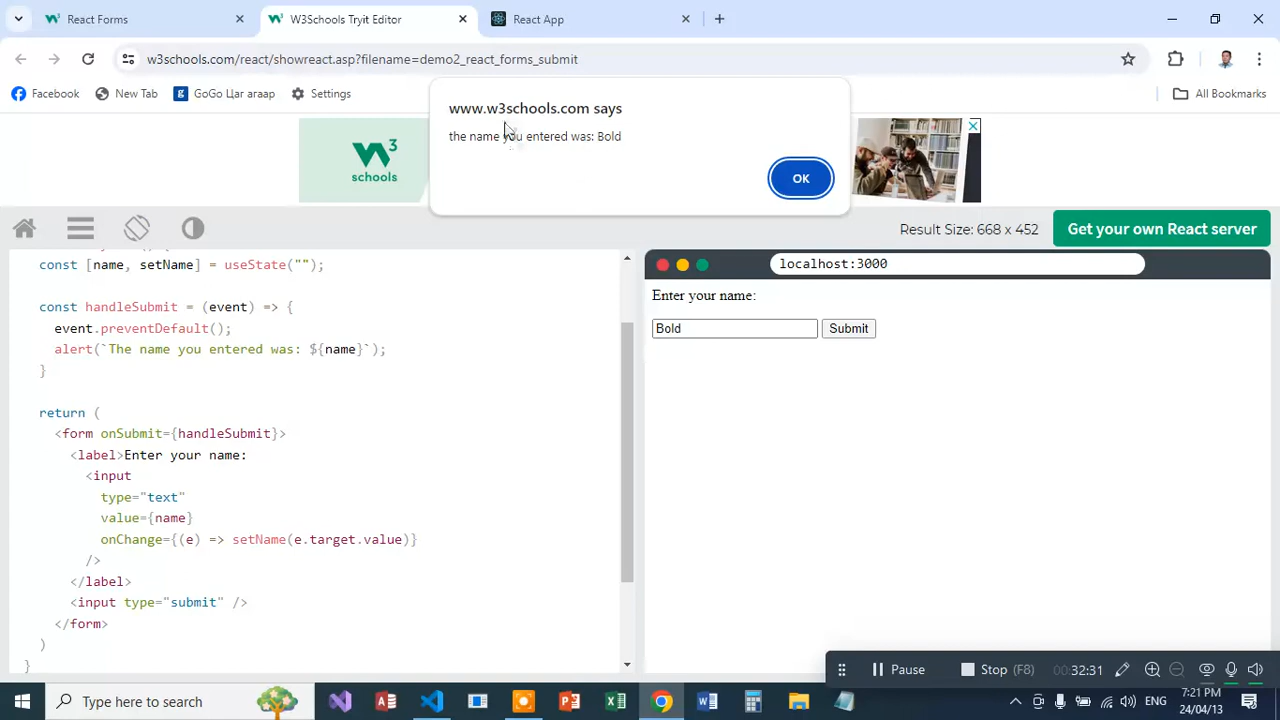 React Forms
W3Schools Tryit Editor
React App
w3schools.com/react/showreact.asp?filename=demo2_react_forms_submit
Facebook
New Tab
GoGo Цаг агаар
Settings
All Bookmarks
www.w3schools.com says
the name you entered was: Bold
OK
W3
schools
Result Size: 668 x 452
Get your own React server
const [name, setName] = useState("");
const handleSubmit = (event) => {
event.preventDefault();
alert(`The name you entered was: ${name}`);
}
return (
<form onSubmit={handleSubmit}>
<label>Enter your name:
<input
type="text"
value={name}
onChange={(e) => setName(e.target.value)}
/>
</label>
<input type="submit" />
</form>
)
}
localhost:3000
Enter your name:
Bold
Submit
Pause
Stop (F8)
00:32:31
Type here to search
ENG
7:21 PM
24/04/13